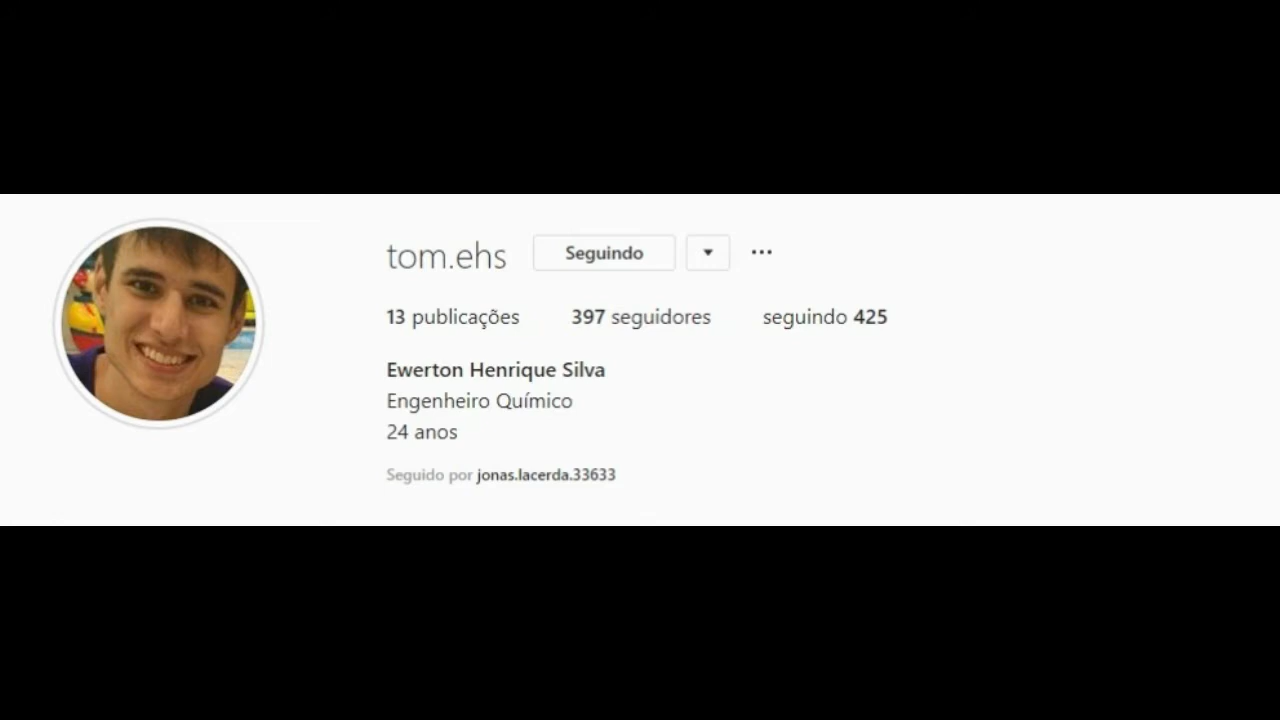 tom.ehs Seguindo
13 publicações 397 seguidores seguindo 425
Ewerton Henrique Silva
Engenheiro Químico
24 anos
Seguido por jonas.lacerda.33633